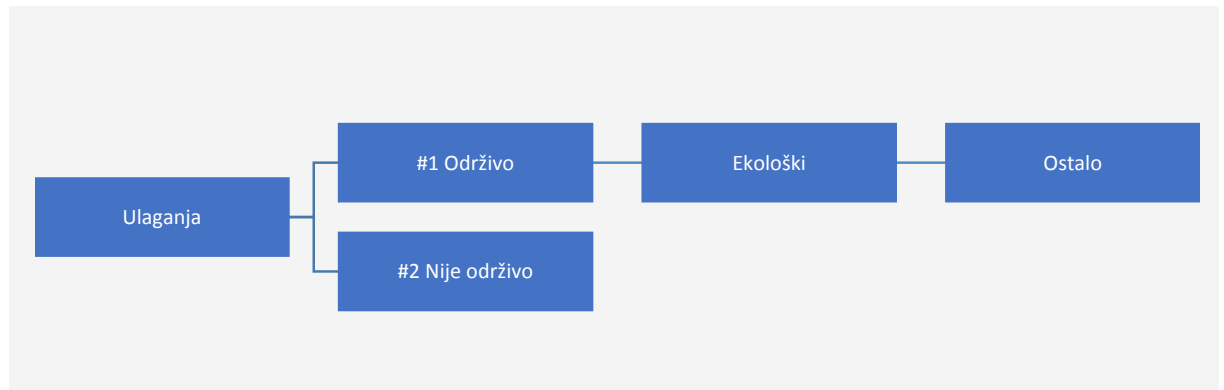 Ulaganja
#1 Održivo
Ekološki
Ostalo
#2 Nije održivo